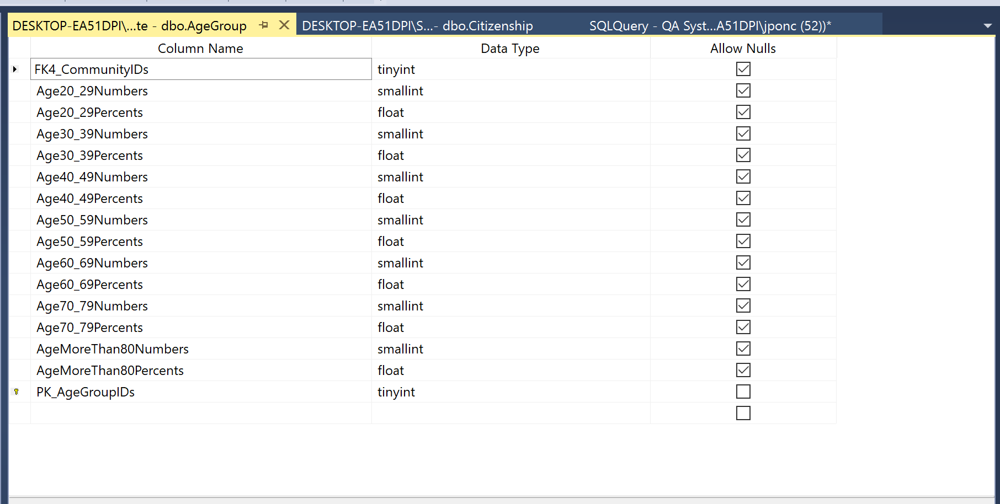 DESKTOP-EA51DPI\...te - dbo.AgeGroup DESKTOP-EA51DPI\S...- dbo.Citizenship SQLQuery - QA Syst...A51DPI\jponc (52))*
Column Name Data Type Allow Nulls
FK4_CommunityIDs tinyint
Age20_29Numbers smallint
Age20_29Percents float
Age30_39Numbers smallint
Age30_39Percents float
Age40_49Numbers smallint
Age40_49Percents float
Age50_59Numbers smallint
Age50_59Percents float
Age60_69Numbers smallint
Age60_69Percents float
Age70_79Numbers smallint
Age70_79Percents float
AgeMoreThan80Numbers smallint
AgeMoreThan80Percents float
PK_AgeGroupIDs tinyint